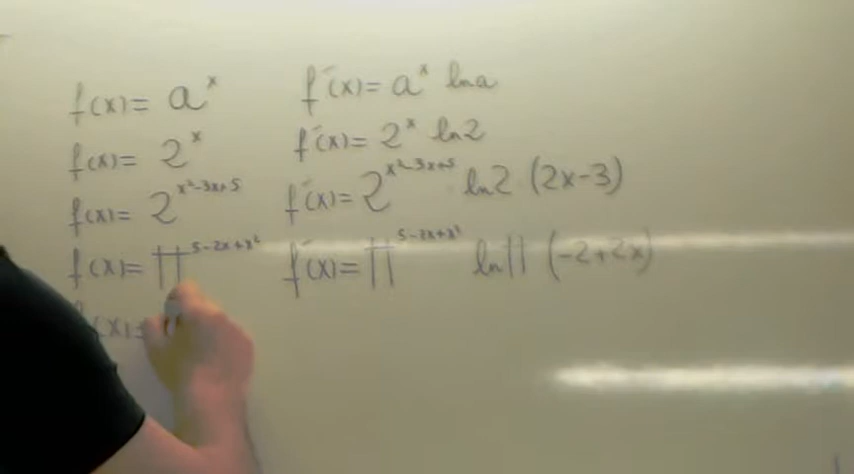 f(x) = a^x f'(x) = a^x ln a
f(x) = 2^x f'(x) = 2^x ln 2
f(x) = 2^{x²-3x+5} f'(x) = 2^{x²-3x+5} ln 2 (2x-3)
f(x) = π^{5-2x+x²} f'(x) = π^{5-2x+x²} ln π (-2+2x)
f(x) =